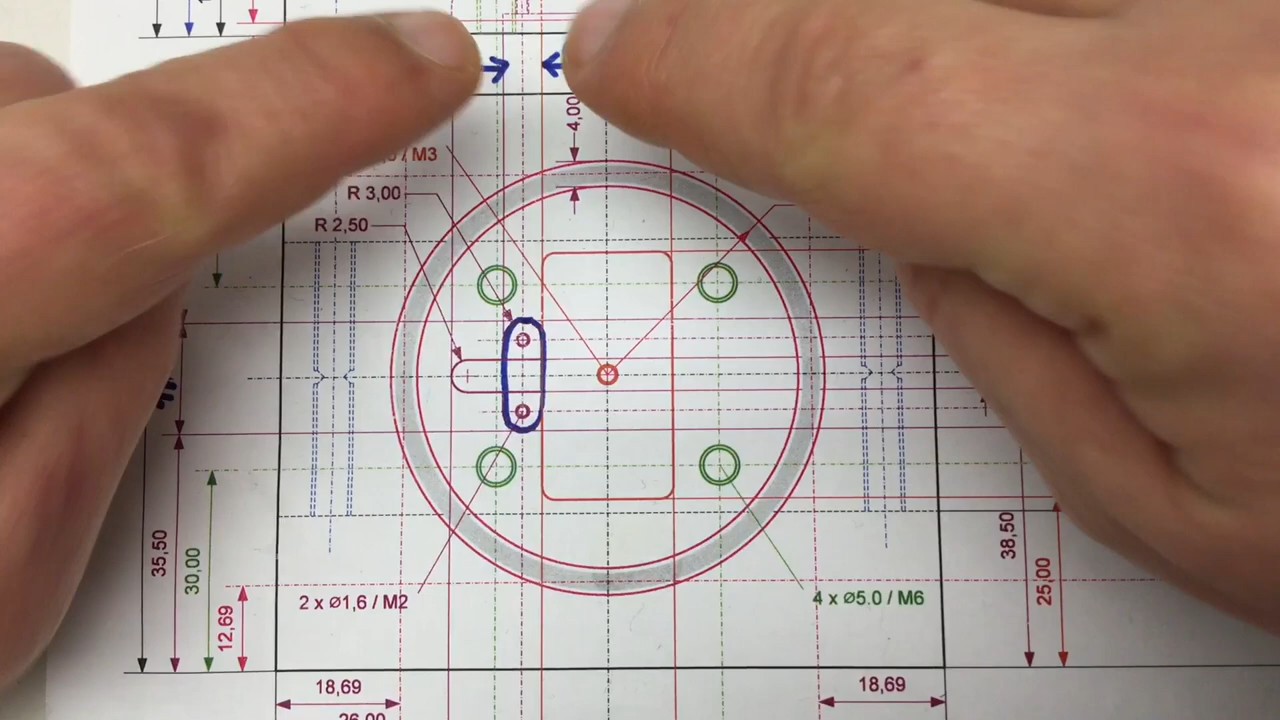 4,00
/ M3
R 3,00
R 2,50
35,50
30,00
12,69
38,50
25,00
2 x Ø1,6 / M2
4 x Ø5.0 / M6
18,69
18,69
26,00